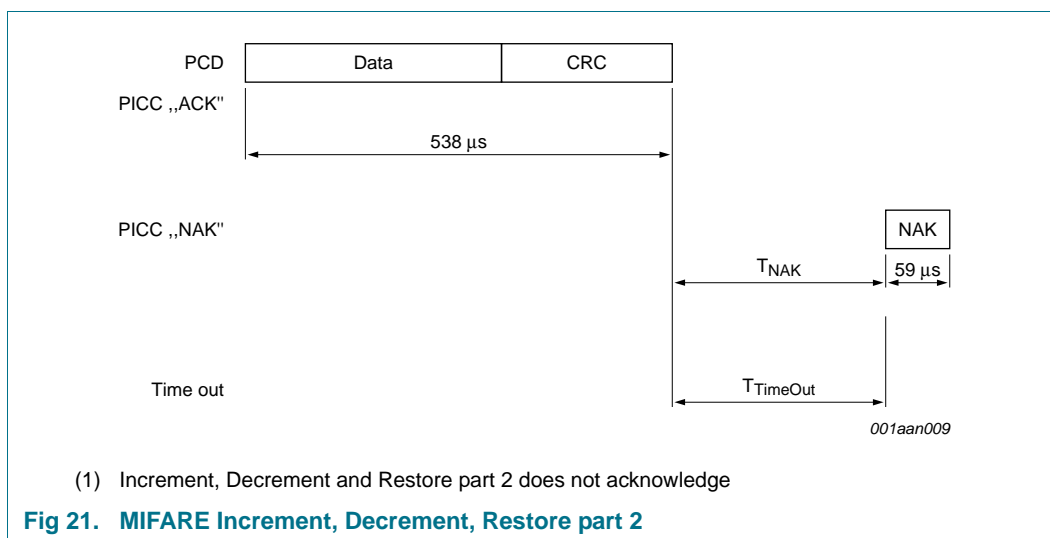 PCD Data CRC
PICC ,,ACK"
538 µs
PICC ,,NAK" NAK
TNAK 59 µs
Time out TTimeOut
001aan009
(1) Increment, Decrement and Restore part 2 does not acknowledge
Fig 21. MIFARE Increment, Decrement, Restore part 2